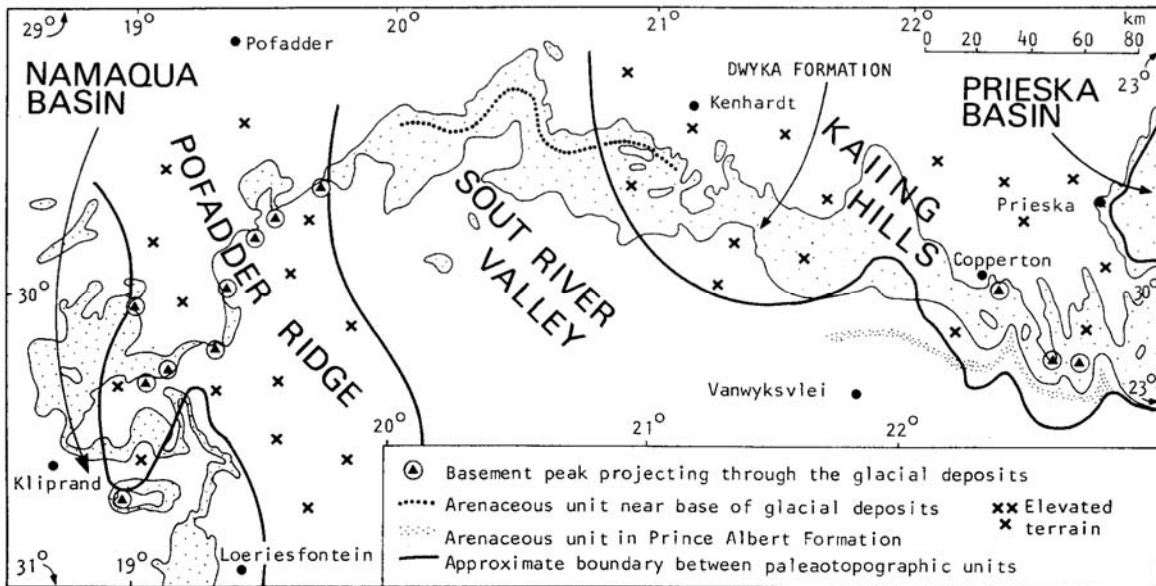 29° 19° 20° 21° 22° km
0 20 40 60 80
Pofadder
NAMAQUA
BASIN
DWYKA FORMATION
Kenhardt
PRIESKA
BASIN
23°
POFADDER
RIDGE
SOUT RIVER
VALLEY
KAIING
HILLS
Prieska
Copperton
30°
30°
Vanwyksvlei
23°
Kliprand
20° 21° 22°
Basement peak projecting through the glacial deposits
Arenaceous unit near base of glacial deposits
Elevated
terrain
Arenaceous unit in Prince Albert Formation
Approximate boundary between palaeotopographic units
Loeriesfontein
31° 19°